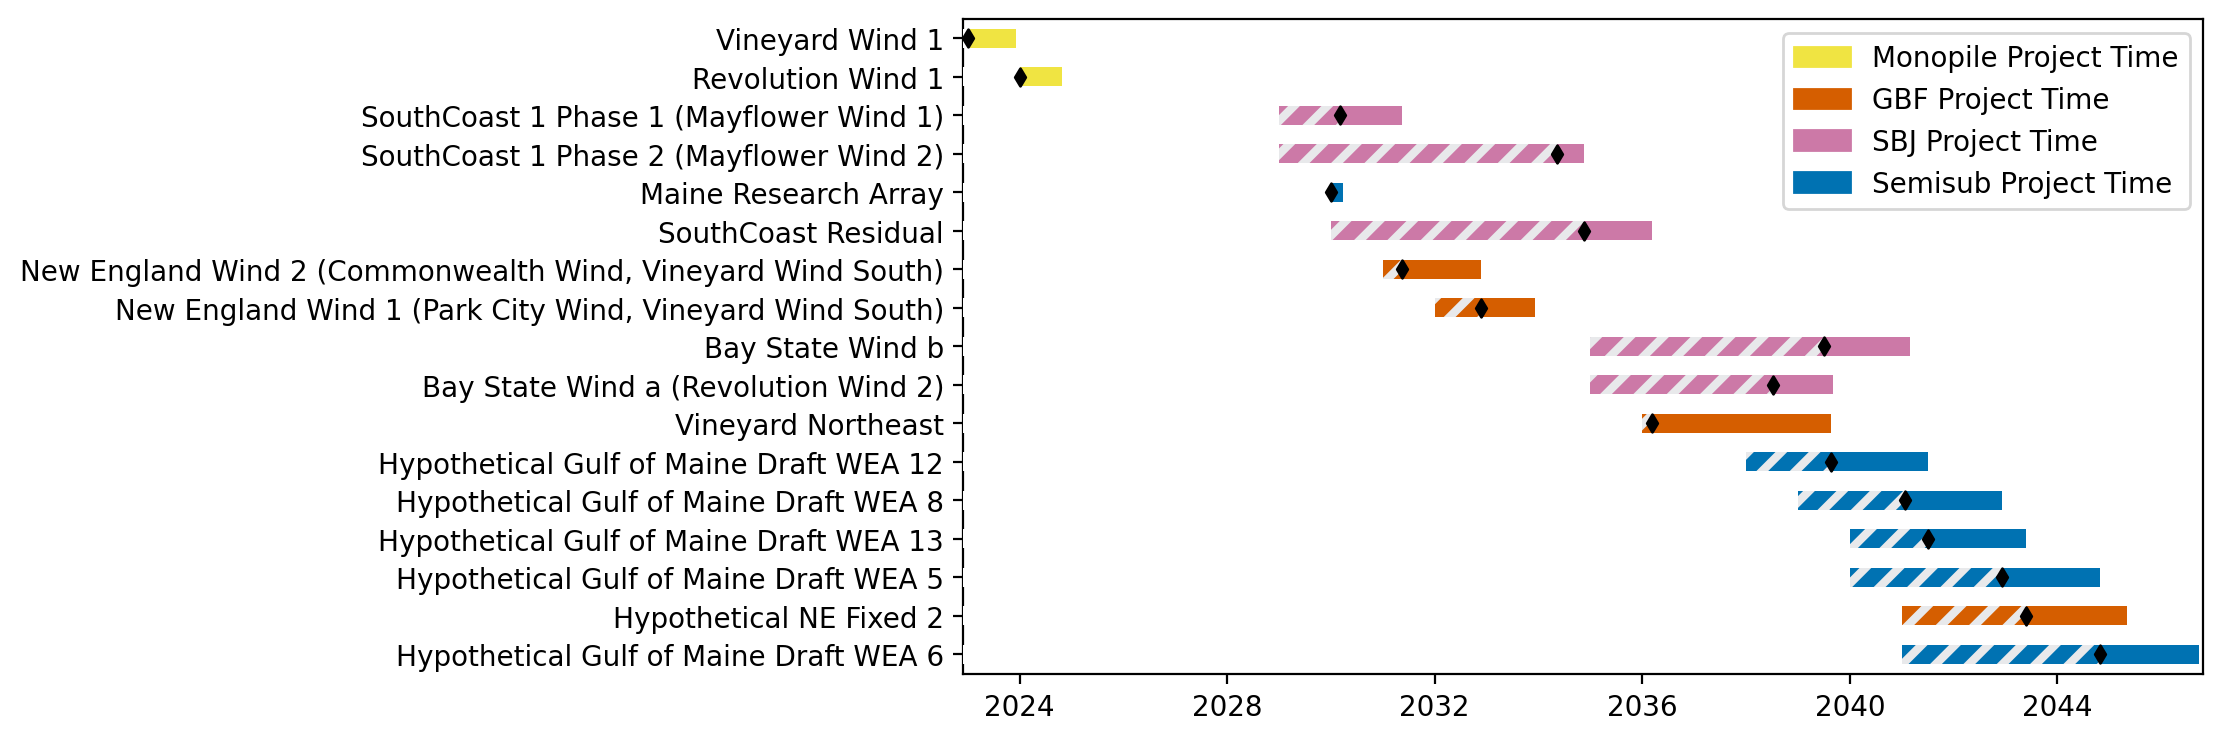 Vineyard Wind 1
Revolution Wind 1
SouthCoast 1 Phase 1 (Mayflower Wind 1)
SouthCoast 1 Phase 2 (Mayflower Wind 2)
Maine Research Array
SouthCoast Residual
New England Wind 2 (Commonwealth Wind, Vineyard Wind South)
New England Wind 1 (Park City Wind, Vineyard Wind South)
Bay State Wind b
Bay State Wind a (Revolution Wind 2)
Vineyard Northeast
Hypothetical Gulf of Maine Draft WEA 12
Hypothetical Gulf of Maine Draft WEA 8
Hypothetical Gulf of Maine Draft WEA 13
Hypothetical Gulf of Maine Draft WEA 5
Hypothetical NE Fixed 2
Hypothetical Gulf of Maine Draft WEA 6
Monopile Project Time
GBF Project Time
SBJ Project Time
Semisub Project Time
2024 2028 2032 2036 2040 2044